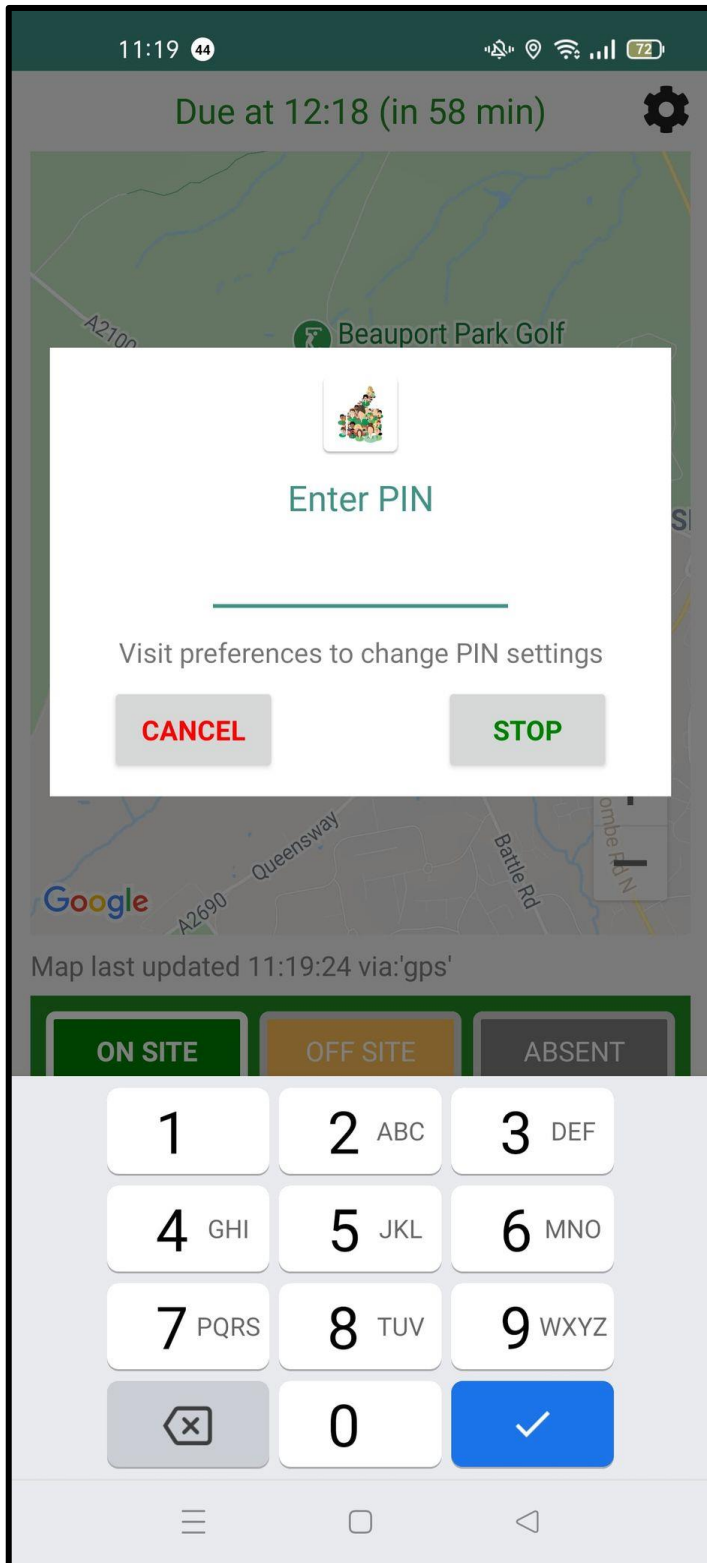 11:19 44 72
Due at 12:18 (in 58 min)
A2100
Beauport Park Golf
Enter PIN
Visit preferences to change PIN settings
CANCEL STOP
Queensway
Battle Rd
A2690
Google
Map last updated 11:19:24 via:'gps'
ON SITE OFF SITE ABSENT
1 2 ABC 3 DEF
4 GHI 5 JKL 6 MNO
7 PQRS 8 TUV 9 WXYZ
0